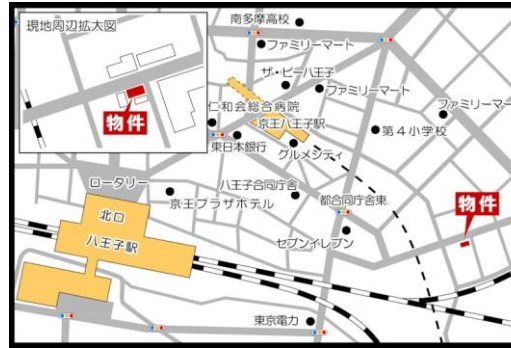 現地周辺拡大図
物件
南多摩高校
ファミリーマート
ザ・ビー八王子
ファミリーマート
仁和会総合病院
京王八王子駅
ファミリーマー
第4小学校
東日本銀行
グルメシティ
ロータリー
八王子合同庁舎
京王プラザホテル
都合同庁舎東
物件
北口
八王子駅
セブンイレブン
東京電力